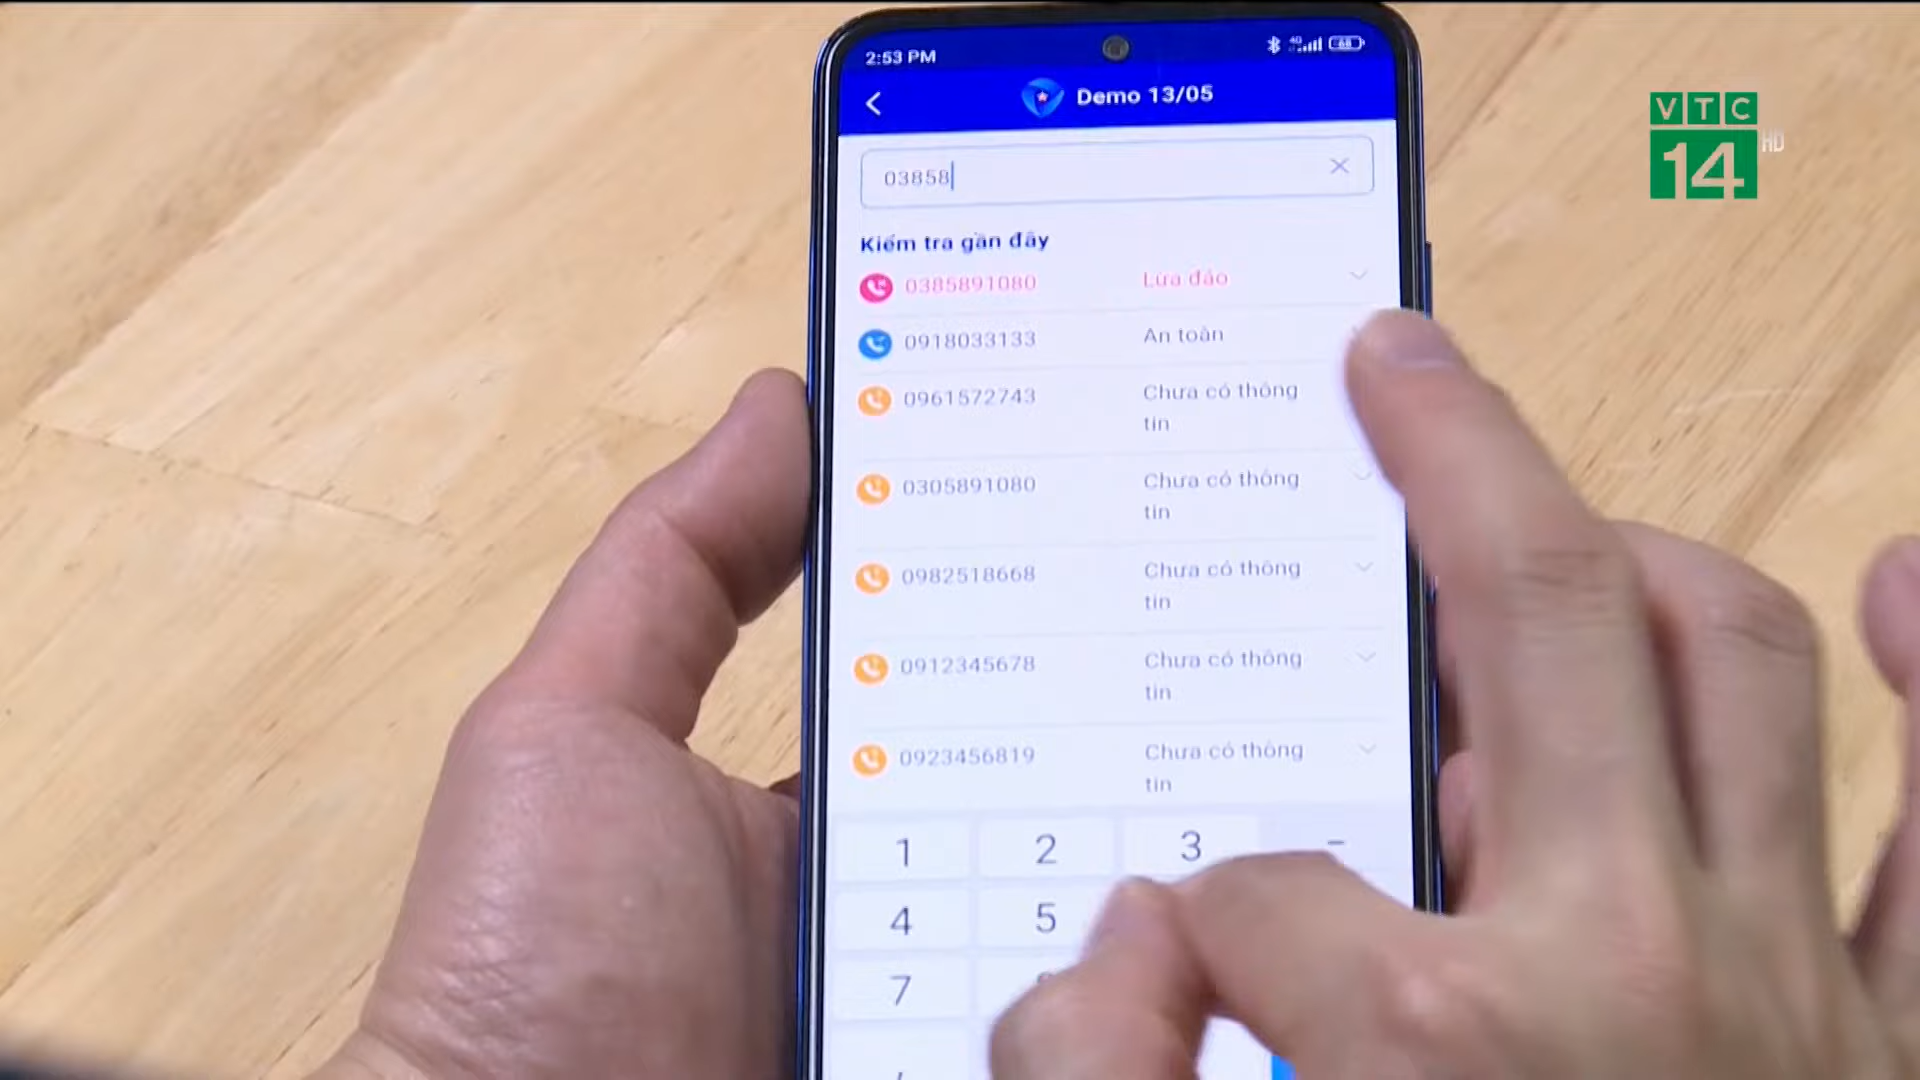 2:53 PM
4G
68
Demo 13/05
03858
Kiểm tra gần đây
0385891080 Lừa đảo
0918033133 An toàn
0961572743 Chưa có thông
tin
0305891080 Chưa có thông
tin
0982518668 Chưa có thông
tin
0912345678 Chưa có thông
tin
0923456819 Chưa có thông
tin
1 2 3 -
4 5
7
VTC
14 HD